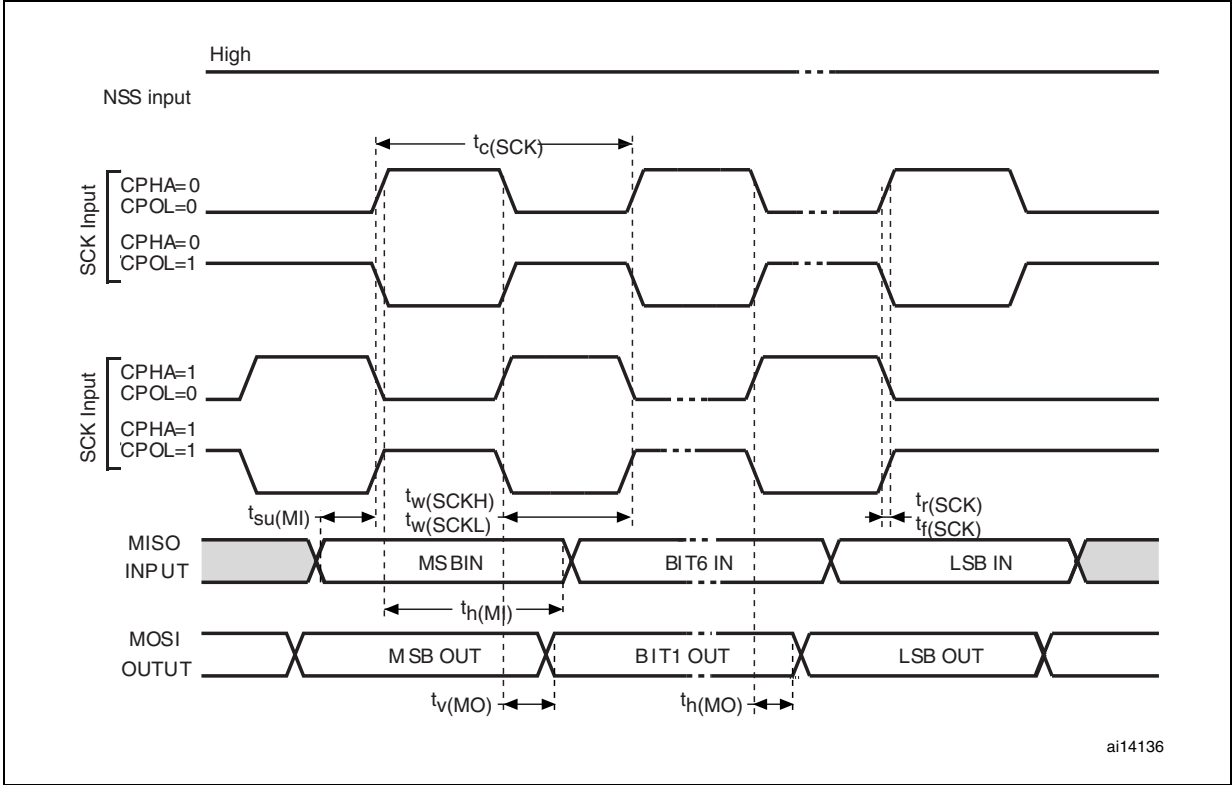 High
NSS input
tc(SCK)
SCK Input
CPHA=0
CPOL=0
CPHA=0
CPOL=1
SCK Input
CPHA=1
CPOL=0
CPHA=1
CPOL=1
tsu(MI)
tw(SCKH)
tw(SCKL)
tr(SCK)
tf(SCK)
MISO
INPUT
MSBIN
BIT6 IN
LSB IN
th(MI)
MOSI
OUTUT
MSB OUT
BIT1 OUT
LSB OUT
tv(MO)
th(MO)
ai14136